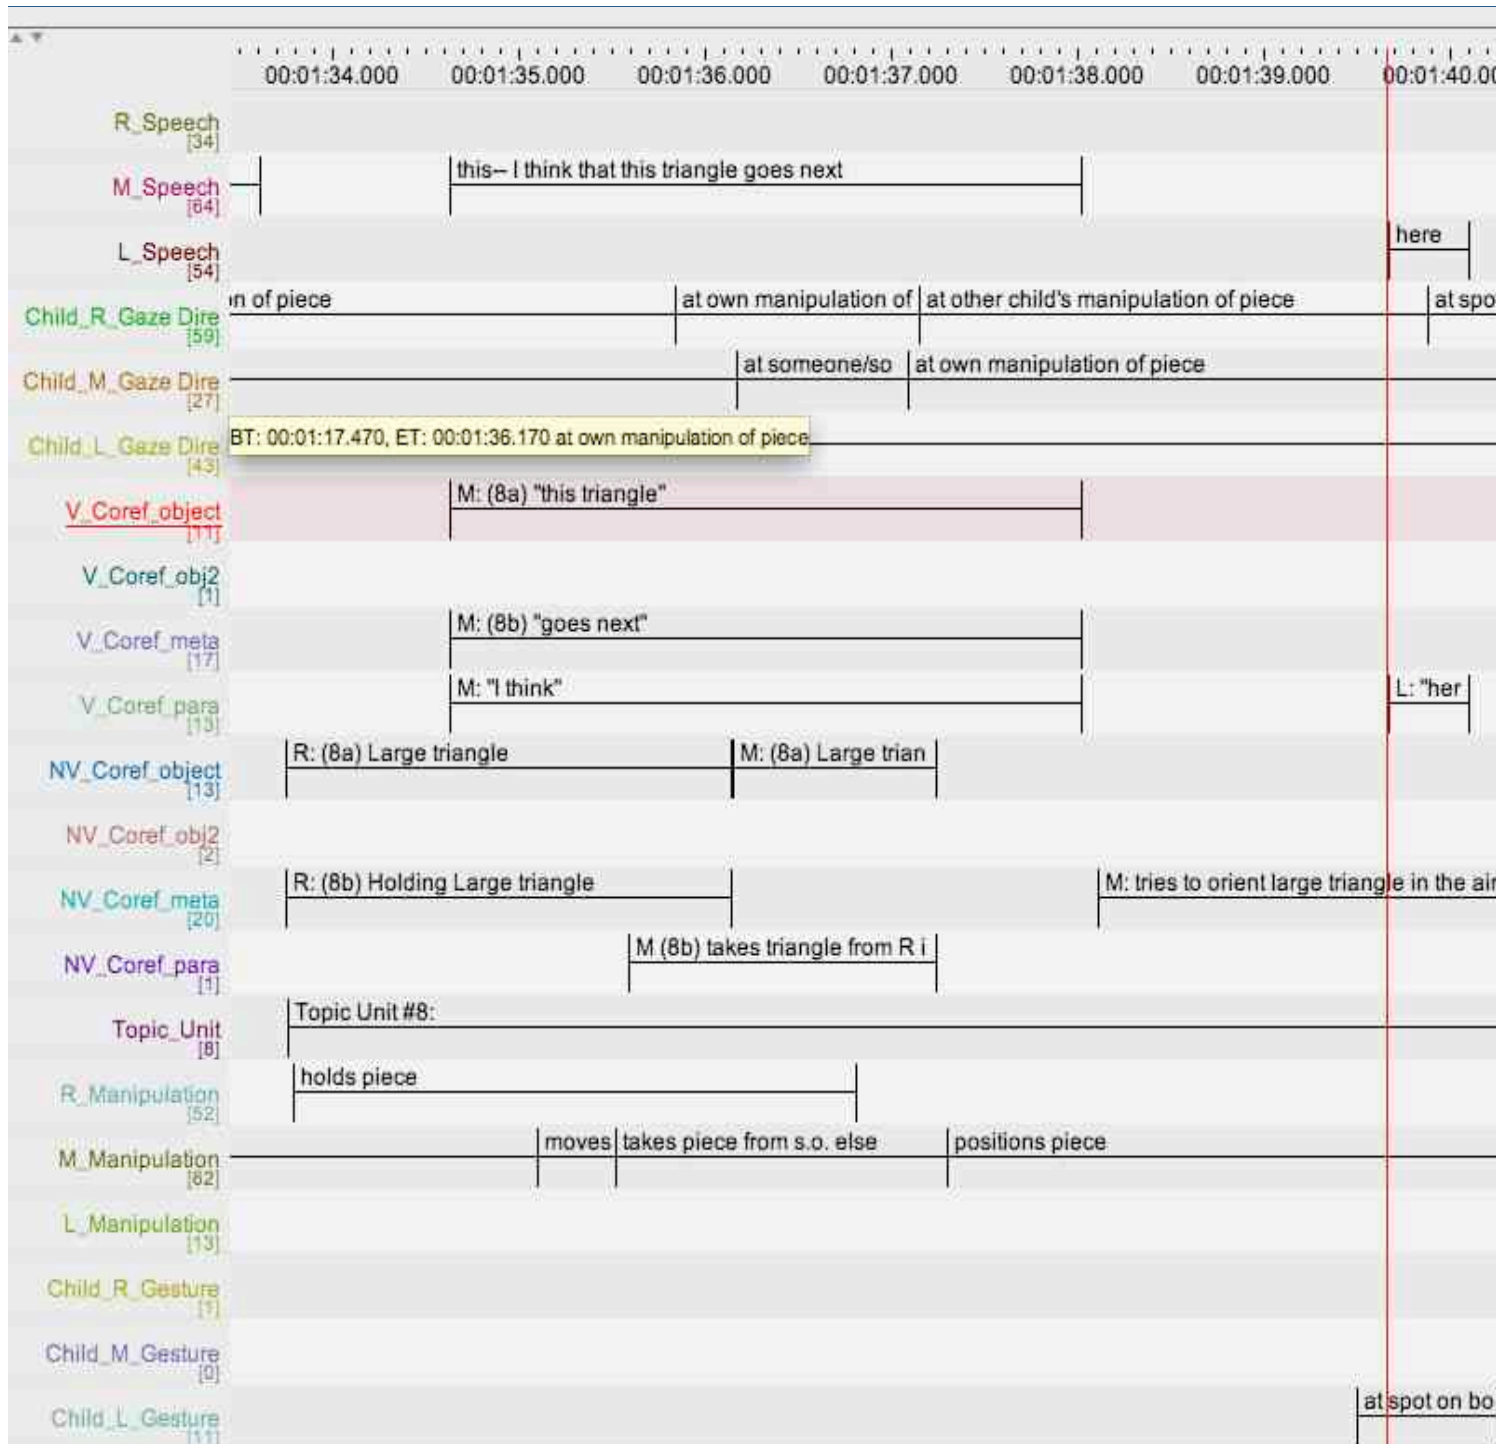 00:01:34.000 00:01:35.000 00:01:36.000 00:01:37.000 00:01:38.000 00:01:39.000 00:01:40.00
R_Speech
[34]
M_Speech this-- I think that this triangle goes next
[64]
L_Speech here
[54]
Child_R_Gaze Dire n of piece at own manipulation of at other child's manipulation of piece at spo
[59]
Child_M_Gaze Dire at someone/so at own manipulation of piece
[27]
Child_L_Gaze Dire BT: 00:01:17.470, ET: 00:01:36.170 at own manipulation of piece
[43]
V_Coref_object M: (8a) "this triangle"
[11]
V_Coref_obj2
[1]
V_Coref_meta M: (8b) "goes next"
[17]
V_Coref_para M: "I think" L: "her
[13]
NV_Coref_object R: (8a) Large triangle M: (8a) Large trian
[13]
NV_Coref_obj2
[2]
NV_Coref_meta R: (8b) Holding Large triangle M: tries to orient large triangle in the air
[20]
NV_Coref_para M (8b) takes triangle from R i
[1]
Topic_Unit Topic Unit #8:
[8]
R_Manipulation holds piece
[52]
M_Manipulation moves takes piece from s.o. else positions piece
[62]
L_Manipulation
[13]
Child_R_Gesture
[1]
Child_M_Gesture
[0]
Child_L_Gesture at spot on bo
[11]